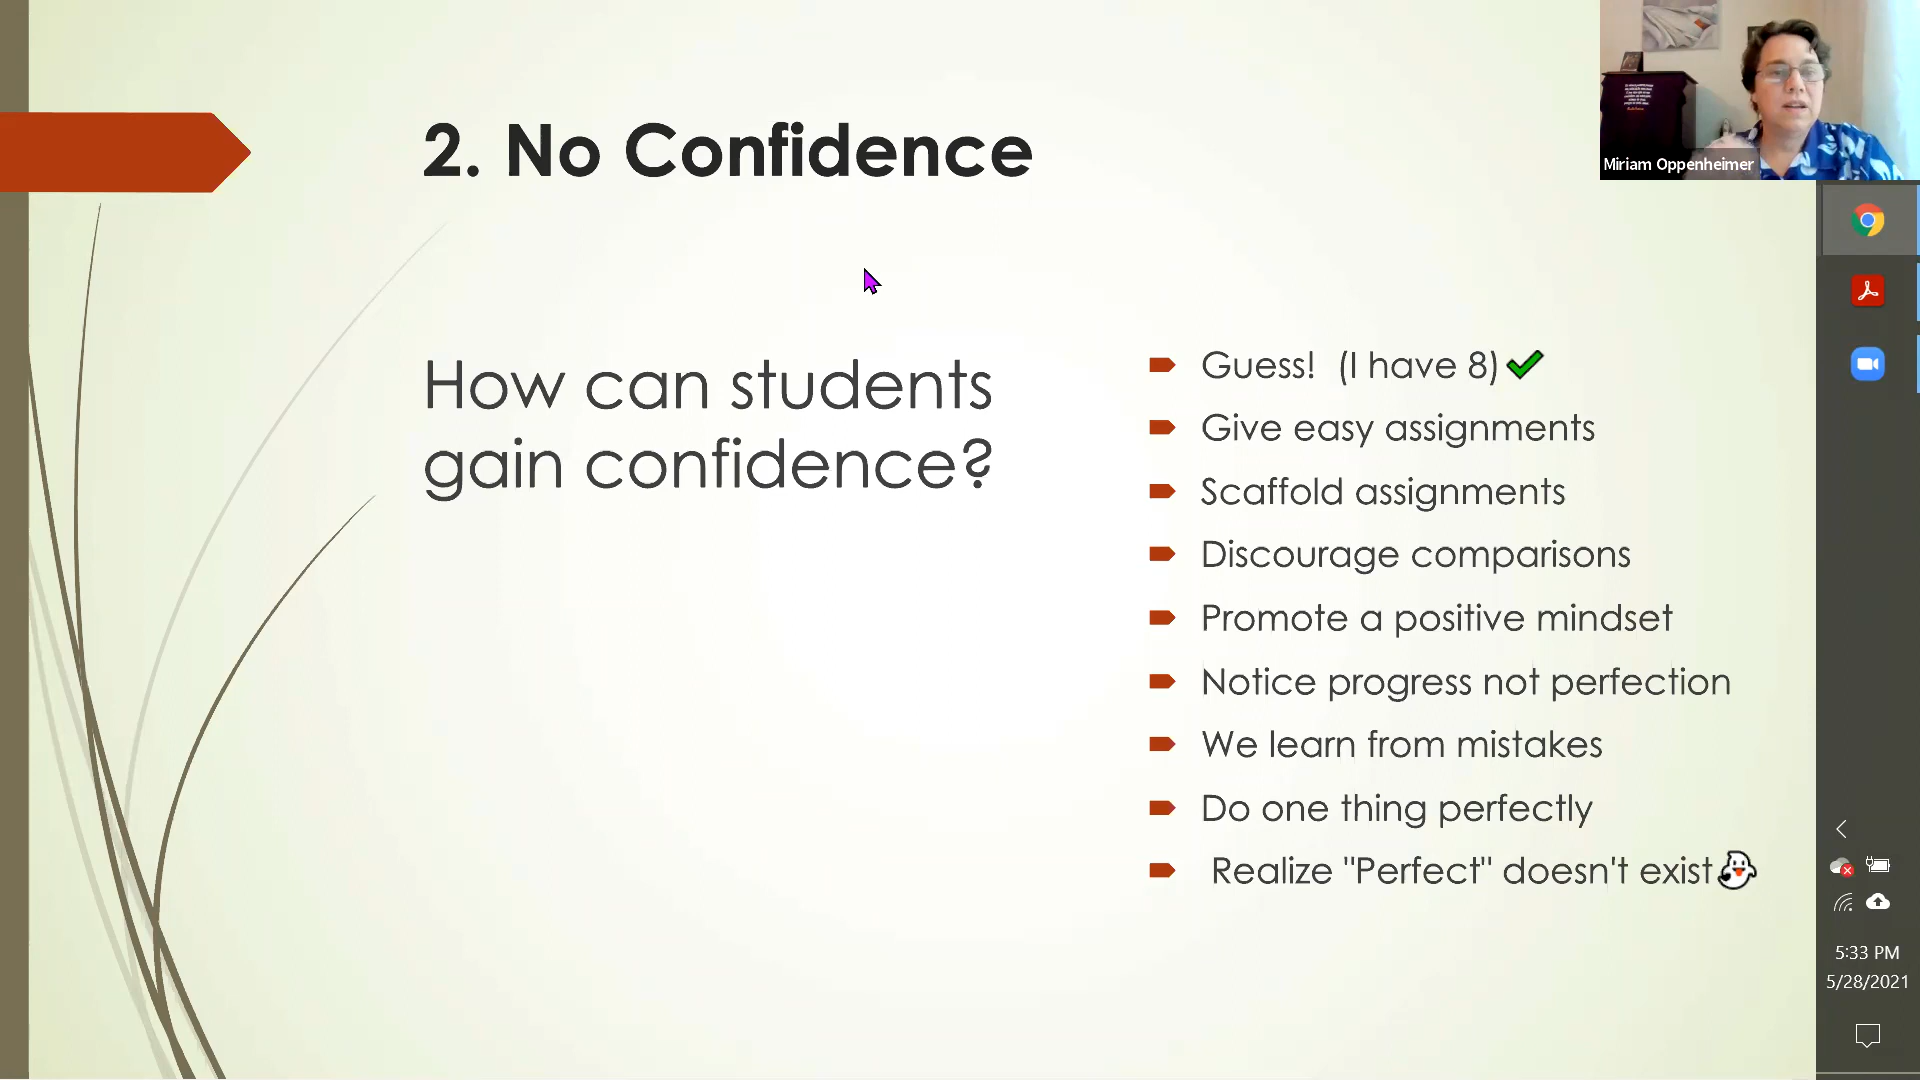 2. No Confidence
Miriam Oppenheimer
How can students
gain confidence?
Guess!  (I have 8)
Give easy assignments
Scaffold assignments
Discourage comparisons
Promote a positive mindset
Notice progress not perfection
We learn from mistakes
Do one thing perfectly
Realize "Perfect" doesn't exist
5:33 PM
5/28/2021